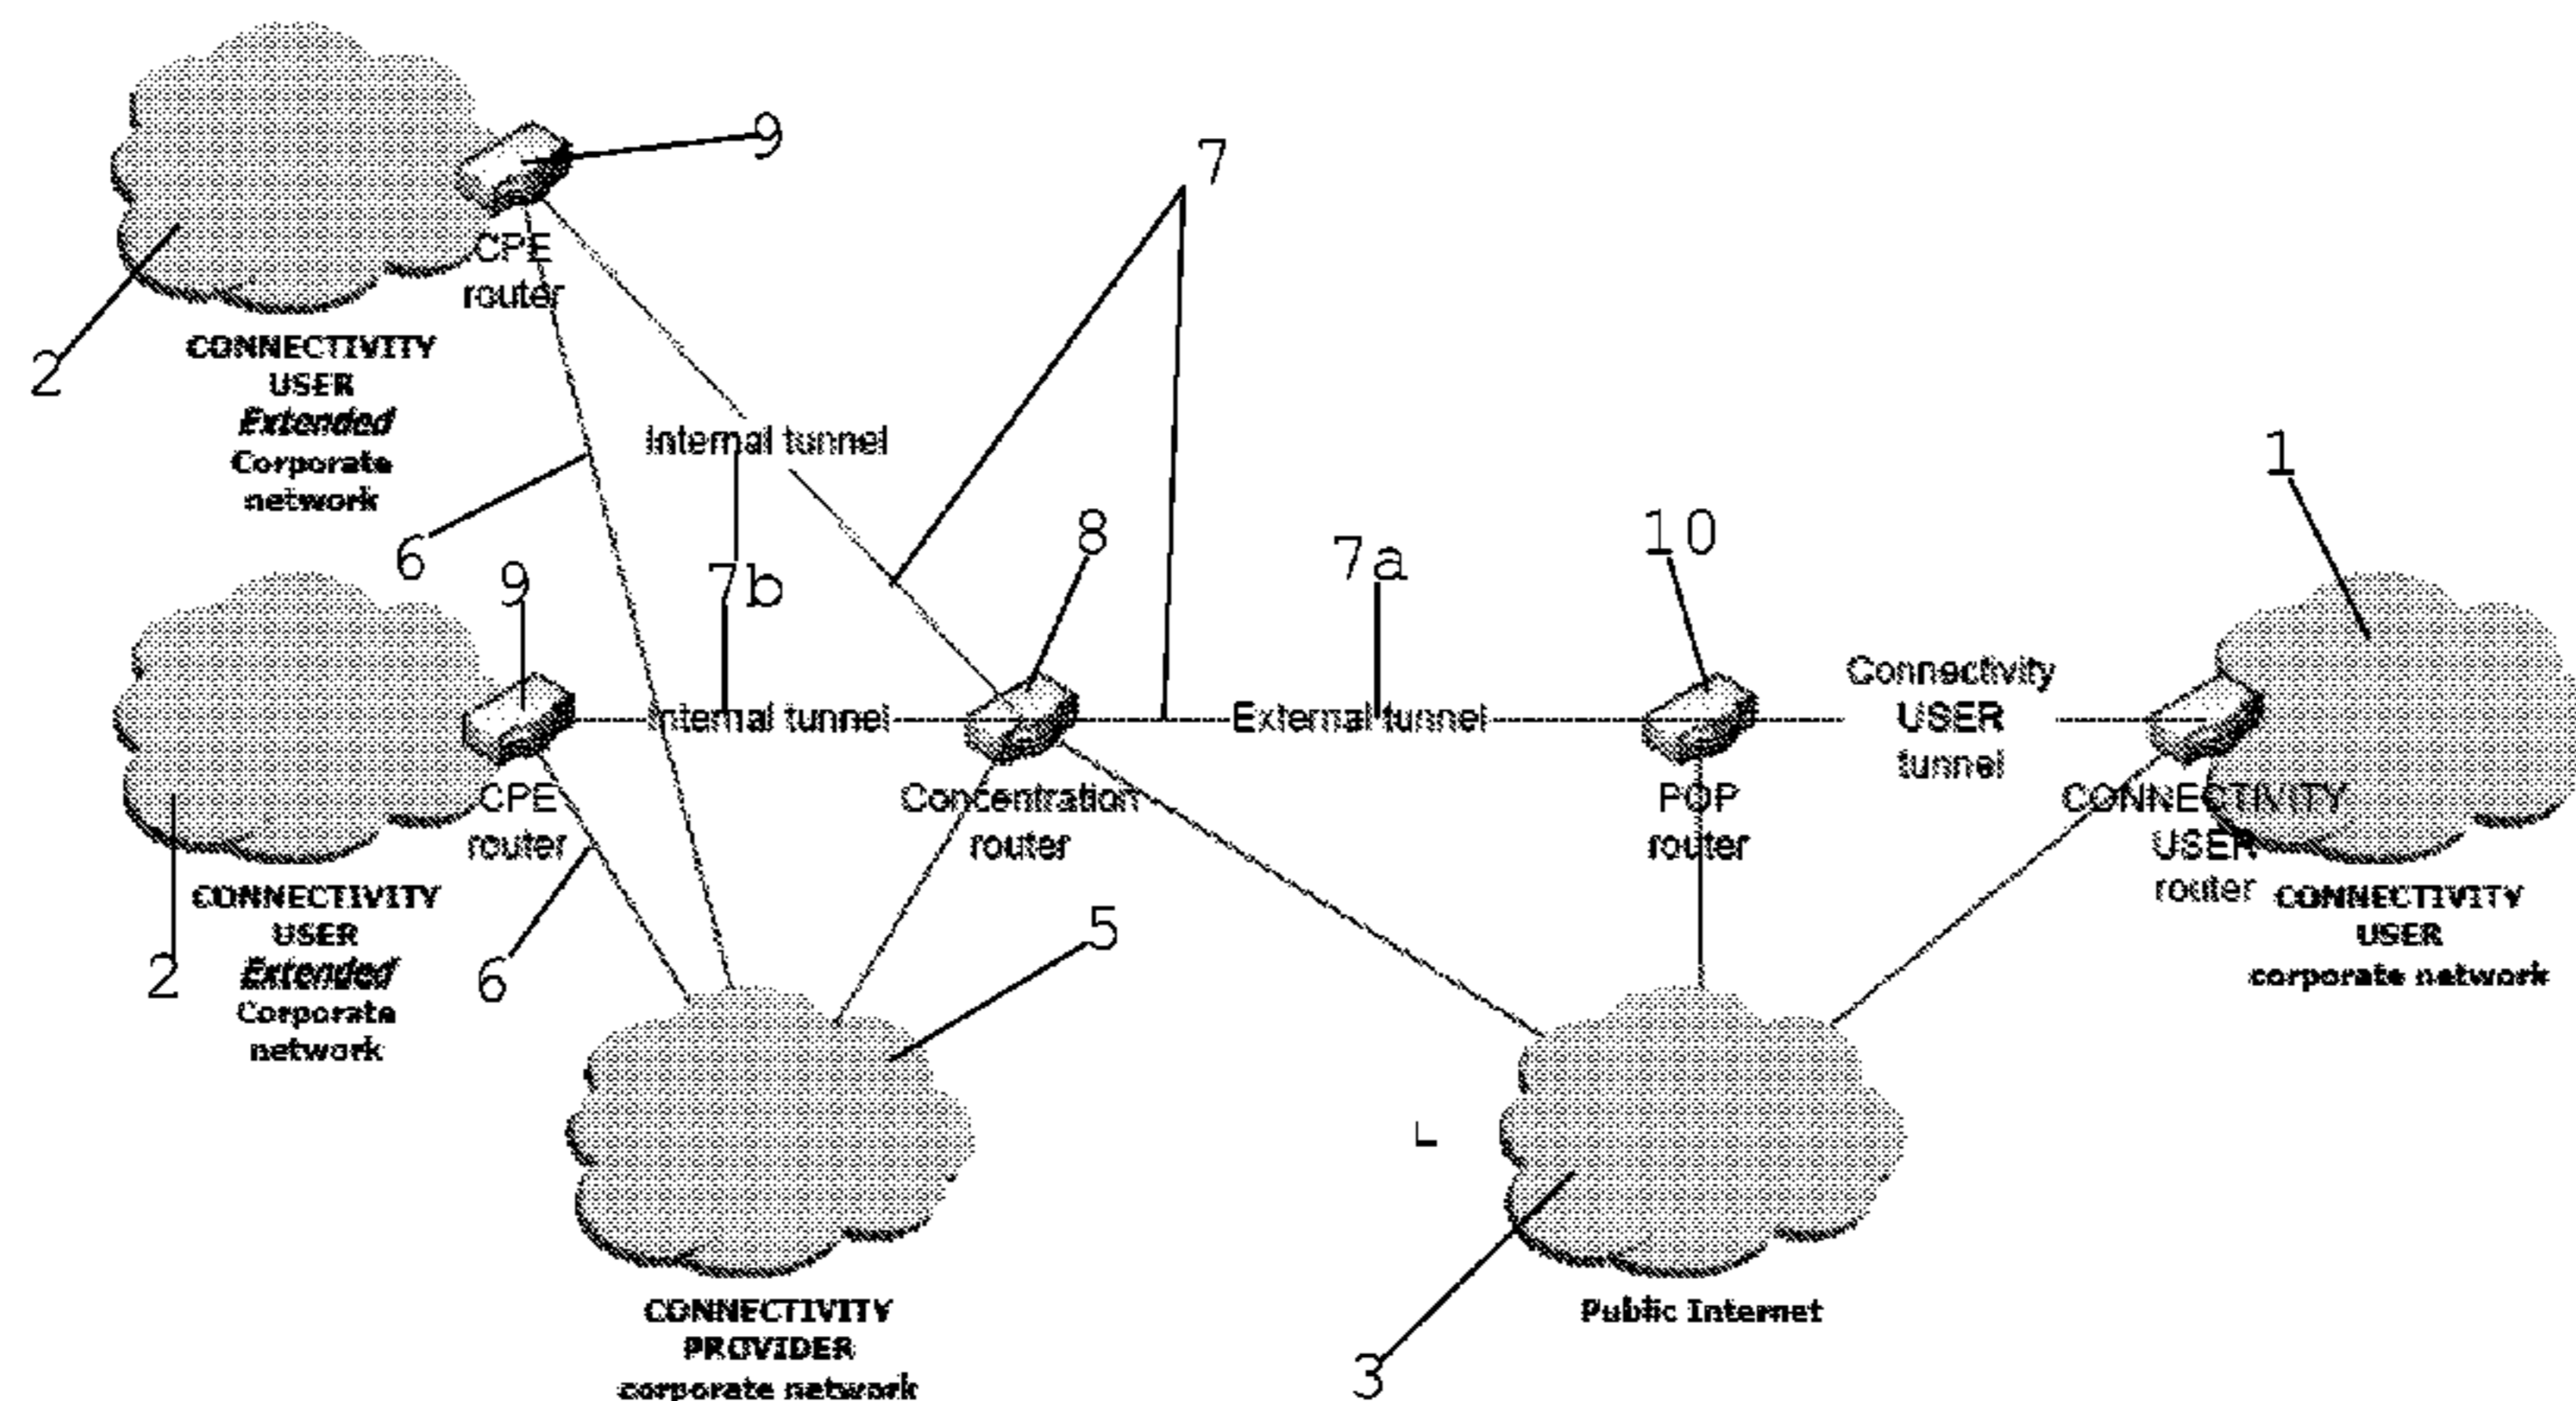 9
7
CPE
router
2
CONNECTIVITY
USER
Extended
Corporate
network
Internal tunnel
1
6
9
7b
8
7a
10
Internal tunnel
External tunnel
Connectivity
USER
tunnel
CPE
router
Concentration
router
POP
router
CONNECTIVITY
USER
router
2
CONNECTIVITY
USER
Extended
Corporate
network
6
5
CONNECTIVITY
USER
corporate network
CONNECTIVITY
PROVIDER
corporate network
Public Internet
3